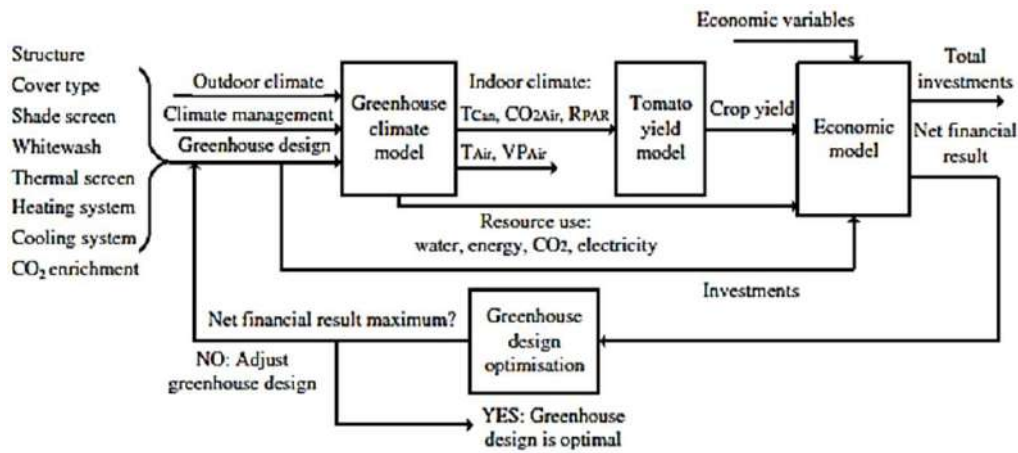 Structure
Cover type
Shade screen
Whitewash
Thermal screen
Heating system
Cooling system
CO₂ enrichment
Outdoor climate
Climate management
Greenhouse design
Greenhouse
climate
model
Indoor climate:
TCan, CO2Air, RPAR
TAir, VPAir
Tomato
yield
model
Crop yield
Economic variables
Economic
model
Total
investments
Net financial
result
Resource use:
water, energy, CO2, electricity
Investments
Greenhouse
design
optimisation
Net financial result maximum?
NO: Adjust
greenhouse design
YES: Greenhouse
design is optimal